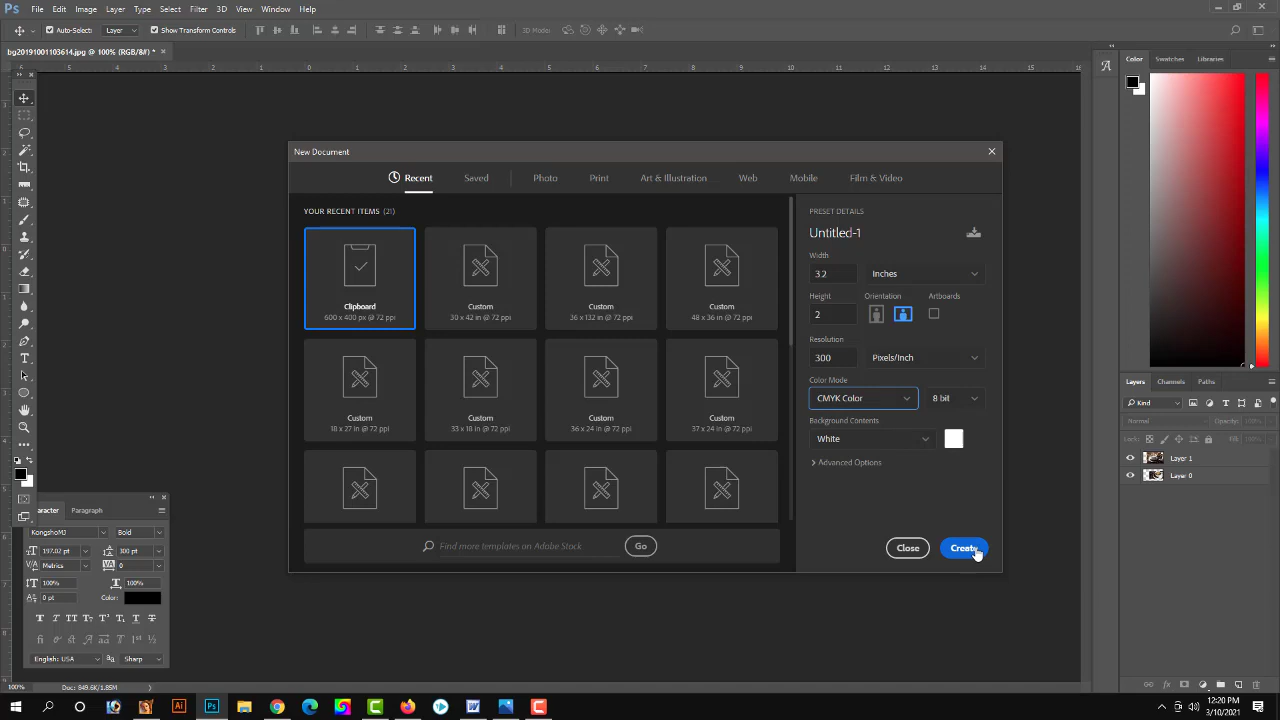 Ps File Edit Image Layer Type Select Filter 3D View Window Help
Auto-Select: Layer Show Transform Controls 3D Mode:
bg20191001103614.jpg @ 100% (RGB/8#) *
New Document
Recent Saved Photo Print Art & Illustration Web Mobile Film & Video
YOUR RECENT ITEMS (21)
Clipboard
600 x 400 px @ 72 ppi
Custom
30 x 42 in @ 72 ppi
Custom
36 x 132 in @ 72 ppi
Custom
48 x 36 in @ 72 ppi
Custom
18 x 27 in @ 72 ppi
Custom
33 x 18 in @ 72 ppi
Custom
36 x 24 in @ 72 ppi
Custom
37 x 24 in @ 72 ppi
Find more templates on Adobe Stock
Go
PRESET DETAILS
Untitled-1
Width
3.2 Inches
Height Orientation Artboards
2
Resolution
300 Pixels/Inch
Color Mode
CMYK Color 8 bit
Background Contents
White
Advanced Options
Close Create
Color Swatches Libraries
Layers Channels Paths
Kind
Normal Opacity:
Lock: Fill:
Layer 1
Layer 0
aracter Paragraph
KongshoMJ Bold
197.02 pt 300 pt
Metrics 0
100% 100%
0 pt Color:
English: USA Sharp
100% Doc: 849.6K/1.85M
12:20 PM
3/10/2021